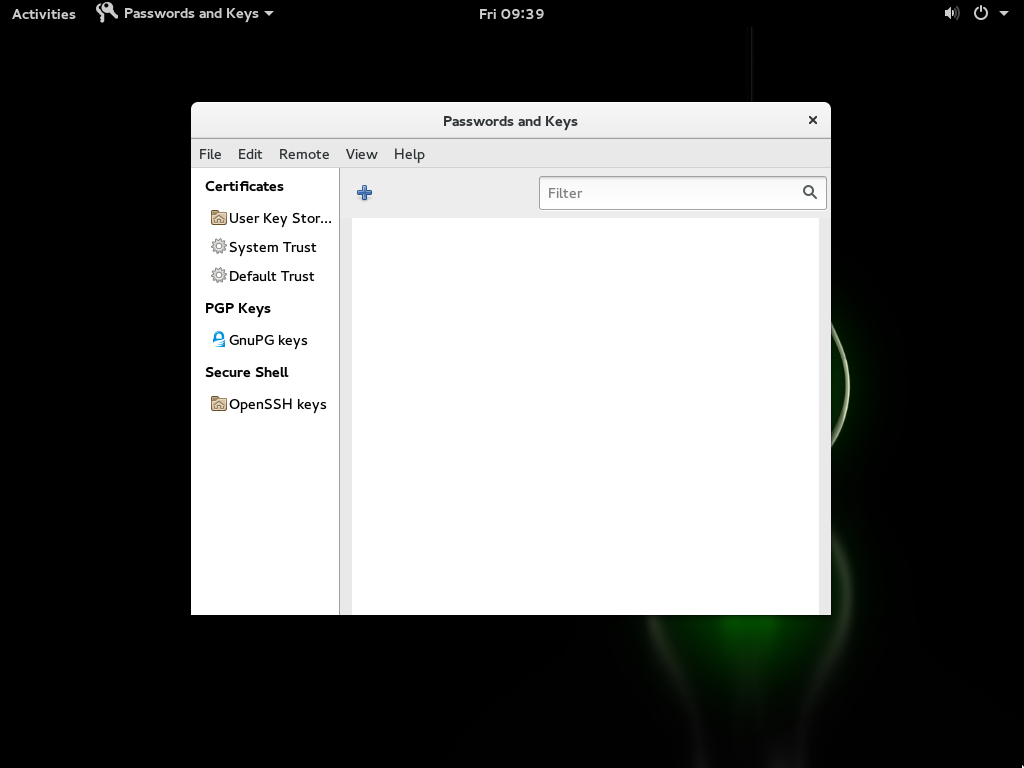 Activities Passwords and Keys Fri 09:39
Passwords and Keys
File Edit Remote View Help
Certificates
Filter
User Key Stor...
System Trust
Default Trust
PGP Keys
GnuPG keys
Secure Shell
OpenSSH keys